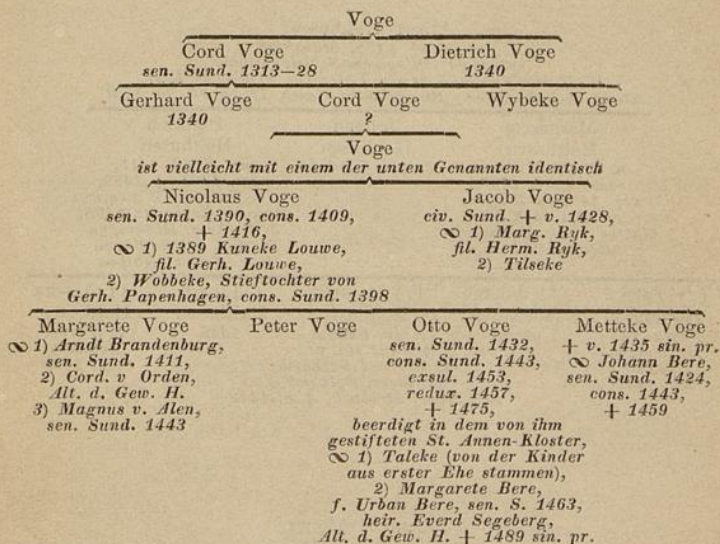 Voge
Cord Voge
sen. Sund. 1313—28
Dietrich Voge
1340
Gerhard Voge
1340
Cord Voge
?
Wybeke Voge
Voge
ist vielleicht mit einem der unten Genannten identisch
Nicolaus Voge
sen. Sund. 1390, cons. 1409,
+ 1416,
∞ 1) 1389 Kuneke Louwe,
fil. Gerh. Louwe,
2) Wobbeke, Stieftochter von
Gerh. Papenhagen, cons. Sund. 1398
Jacob Voge
civ. Sund. + v. 1428,
∞ 1) Marg. Ryk,
fil. Herm. Ryk,
2) Tilseke
Margarete Voge
∞ 1) Arndt Brandenburg,
sen. Sund. 1411,
2) Cord. v Orden,
Alt. d. Gew. H.
3) Magnus v. Alen,
sen. Sund. 1443
Peter Voge
Otto Voge
sen. Sund. 1432,
cons. Sund. 1443,
exsul. 1453,
redux. 1457,
+ 1475,
beerdigt in dem von ihm
gestifteten St. Annen-Kloster,
∞ 1) Taleke (von der Kinder
aus erster Ehe stammen),
2) Margarete Bere,
f. Urban Bere, sen. S. 1463,
heir. Everd Segeberg,
Alt. d. Gew. H. + 1489 sin. pr.
Metteke Voge
+ v. 1435 sin. pr.
∞ Johann Bere,
sen. Sund. 1424,
cons. 1443,
+ 1459